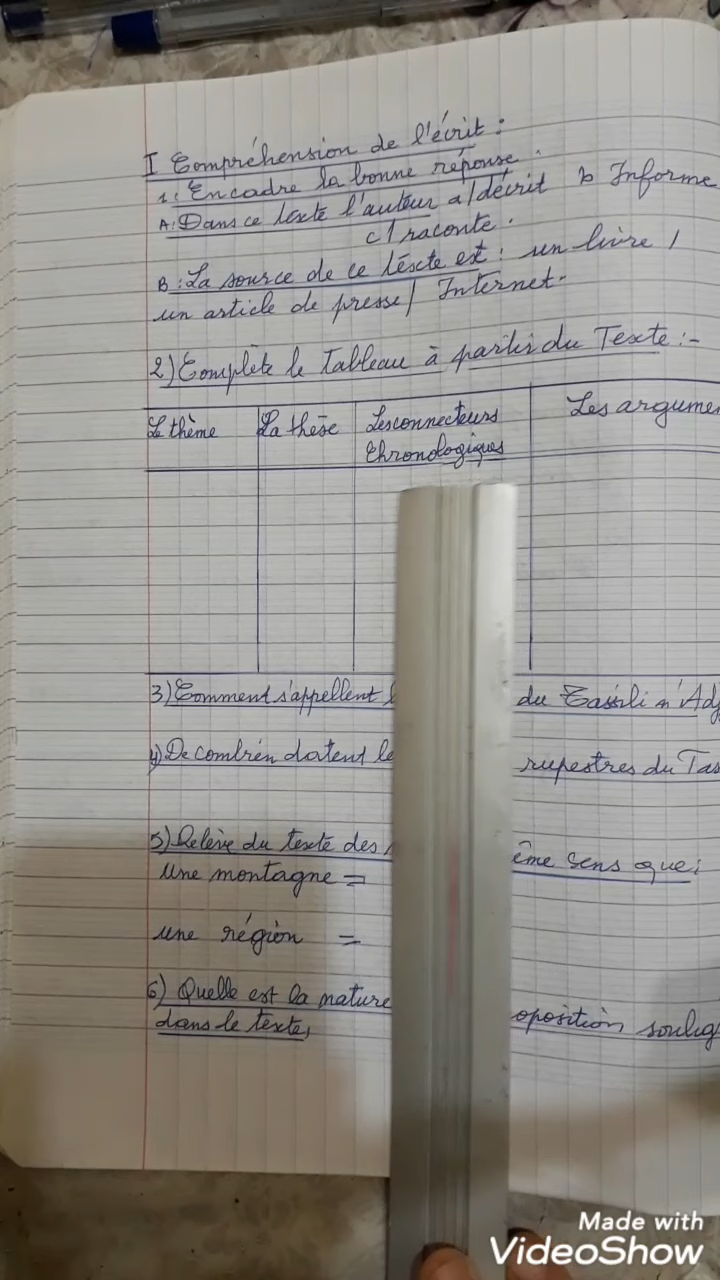 I Compréhension de l'écrit :
1: Encadre la bonne réponse.
A: Dans ce texte l'auteur a/ décrit b Informe
c/ raconte.
B: La source de ce téxte est: un livre /
un article de presse / Internet.
2) Complète le Tableau à partir du Texte :-
Le thème La thèse Les connecteurs Chronologiques Les argume
3) Comment s'appellent du Tassili n'Adj
4) De combien datent le rupestres du Tas
5) Relève du texte des ême sens que:
Une montagne =
une région =
6) Quelle est la nature oposition soulig
dans le texte,
Made with
VideoShow